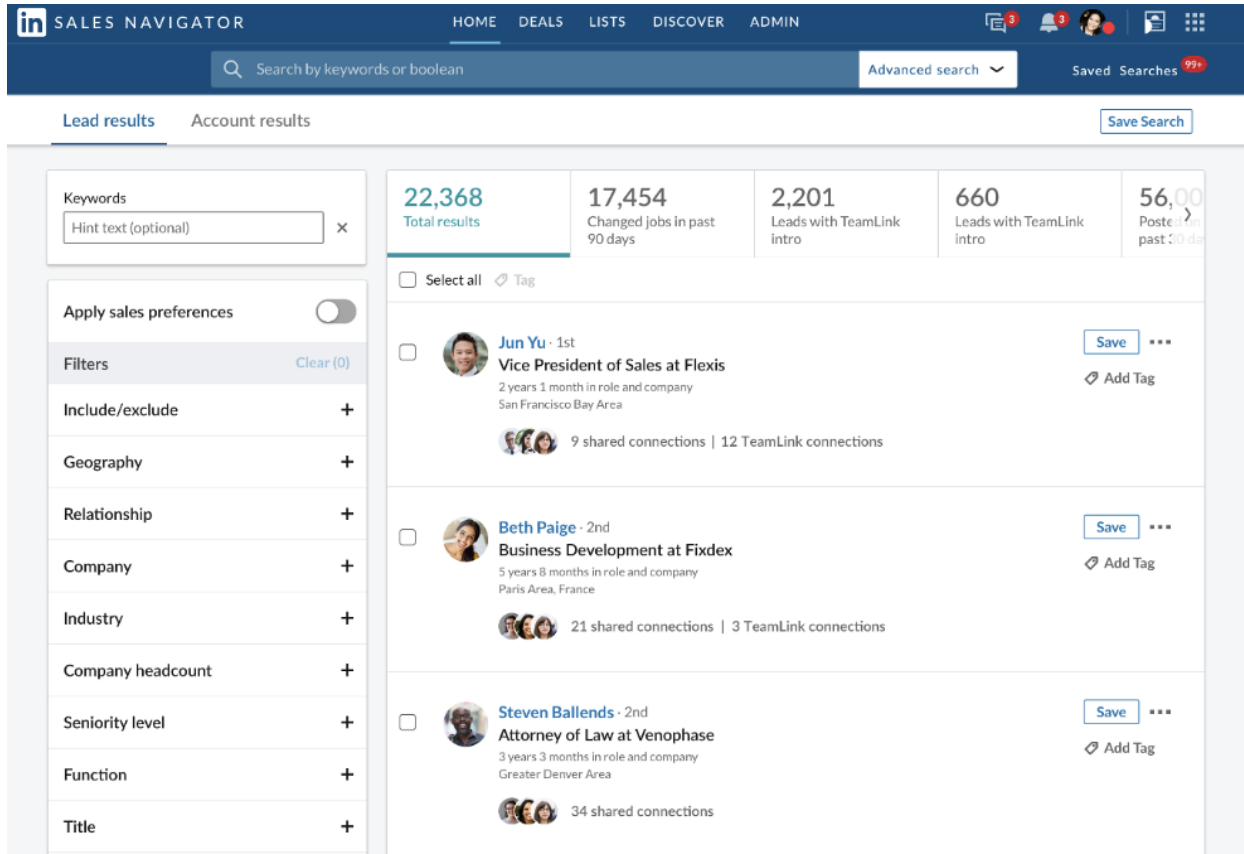 in SALES NAVIGATOR HOME DEALS LISTS DISCOVER ADMIN 3 3
Search by keywords or boolean Advanced search Saved Searches 99+
Lead results Account results Save Search
Keywords
Hint text (optional)
Apply sales preferences
Filters Clear (0)
Include/exclude +
Geography +
Relationship +
Company +
Industry +
Company headcount +
Seniority level +
Function +
Title +
22,368
Total results
17,454
Changed jobs in past
90 days
2,201
Leads with TeamLink
intro
660
Leads with TeamLink
intro
56,00
Posted on
past 30 da
Select all Tag
Jun Yu · 1st Save
Vice President of Sales at Flexis
2 years 1 month in role and company Add Tag
San Francisco Bay Area
9 shared connections | 12 TeamLink connections
Beth Paige · 2nd Save
Business Development at Fixdex
5 years 8 months in role and company Add Tag
Paris Area, France
21 shared connections | 3 TeamLink connections
Steven Ballends · 2nd Save
Attorney of Law at Venophase
3 years 3 months in role and company Add Tag
Greater Denver Area
34 shared connections